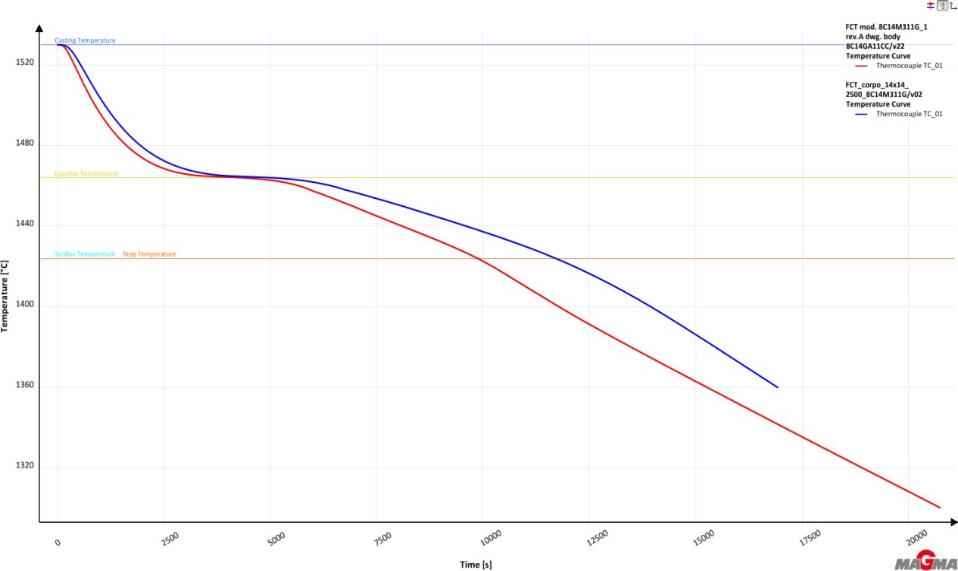 FCT mod. 8C14M311G_1
rev.A dwg. body
8C14GA11CC/v22
Temperature Curve
Thermocouple TC_01
FCT_corpo_14x14_
2500_8C14M311G/v02
Temperature Curve
Thermocouple TC_01
Casting Temperature
1520
1480
Liquidus Temperature
1440
Solidus Temperature Stop Temperature
1400
1360
1320
Temperature [°C]
0 2500 5000 7500 10000 12500 15000 17500 20000
Time [s]
MAGMA